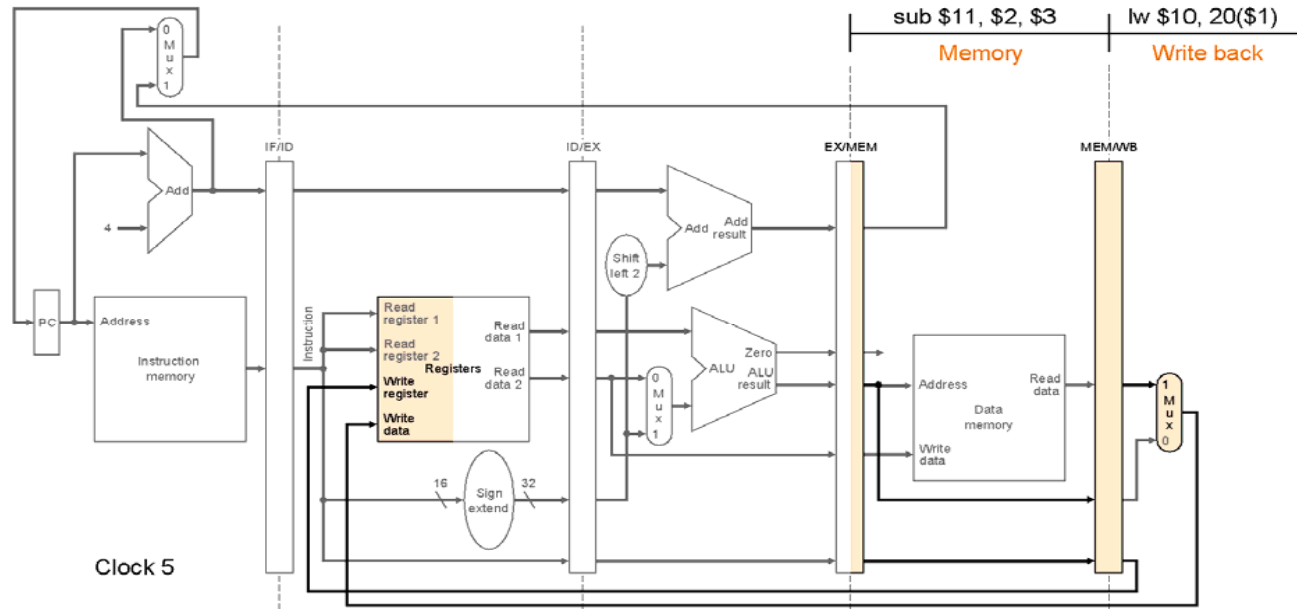 sub $11, $2, $3
lw $10, 20($1)
Memory
Write back
0
M
u
x
1
IF/ID
ID/EX
EX/MEM
MEM/WB
Add
4
Add
Add
result
Shift
left 2
PC
Address
Instruction
memory
Instruction
Read
register 1
Read
register 2
Write
register
Write
data
Registers
Read
data 1
Read
data 2
0
M
u
x
1
Zero
ALU
ALU
result
Address
Read
data
Data
memory
Write
data
1
M
u
x
0
16
Sign
extend
32
Clock 5